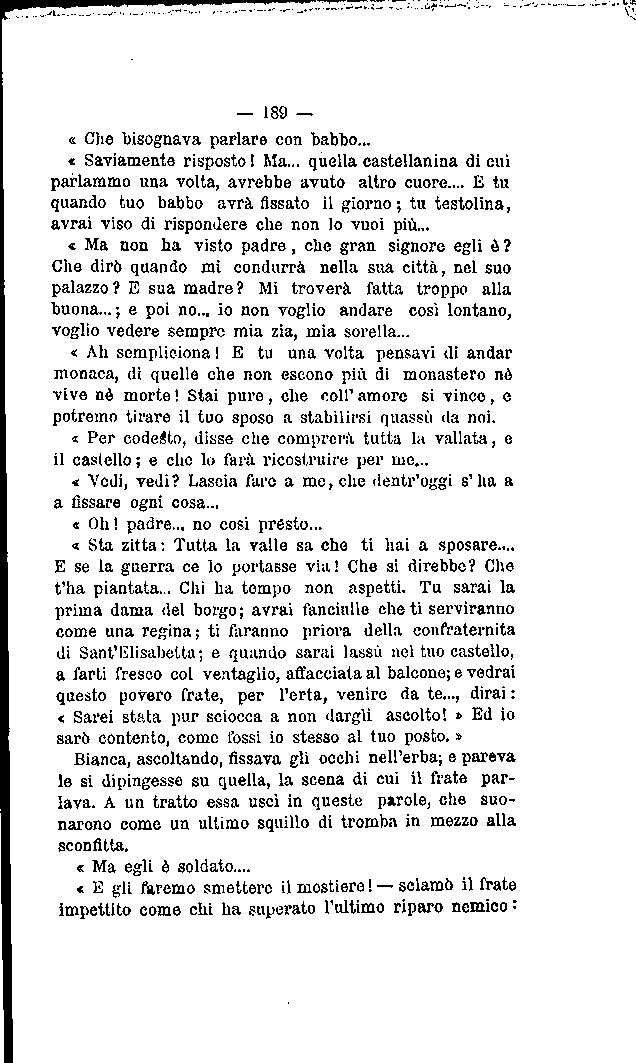 — 189 —
« Che bisognava parlare con babbo...
« Saviamente risposto! Ma... quella castellanina di cui
parlammo una volta, avrebbe avuto altro cuore.... E tu
quando tuo babbo avrà fissato il giorno; tu testolina,
avrai viso di rispondere che non lo vuoi più...
« Ma non ha visto padre, che gran signore egli è?
Che dirò quando mi condurrà nella sua città, nel suo
palazzo? E sua madre? Mi troverà fatta troppo alla
buona...; e poi no... io non voglio andare così lontano,
voglio vedere sempre mia zia, mia sorella...
« Ah sempliciona! E tu una volta pensavi di andar
monaca, di quelle che non escono più di monastero nè
vive nè morte! Stai pure, che coll'amore si vince, e
potremo tirare il tuo sposo a stabilirsi quassù da noi.
« Per codesto, disse che comprerà tutta la vallata, e
il castello; e che lo farà ricostruire per me...
« Vedi, vedi? Lascia fare a me, che dentr'oggi s'ha a
a fissare ogni cosa...
« Oh! padre... no così presto...
« Sta zitta: Tutta la valle sa che ti hai a sposare....
E se la guerra ce lo portasse via! Che si direbbe? Che
t'ha piantata... Chi ha tempo non aspetti. Tu sarai la
prima dama del borgo; avrai fanciulle che ti serviranno
come una regina; ti faranno priora della confraternita
di Sant'Elisabetta; e quando sarai lassù nel tuo castello,
a farti fresco col ventaglio, affacciata al balcone; e vedrai
questo povero frate, per l'erta, venire da te..., dirai:
« Sarei stata pur sciocca a non dargli ascolto! » Ed io
sarò contento, come fossi io stesso al tuo posto. »
Bianca, ascoltando, fissava gli occhi nell'erba; e pareva
le si dipingesse su quella, la scena di cui il frate par-
lava. A un tratto essa uscì in queste parole, che suo-
narono come un ultimo squillo di tromba in mezzo alla
sconfitta.
« Ma egli è soldato....
« E gli faremo smettere il mestiere! — sclamò il frate
impettito come chi ha superato l'ultimo riparo nemico: